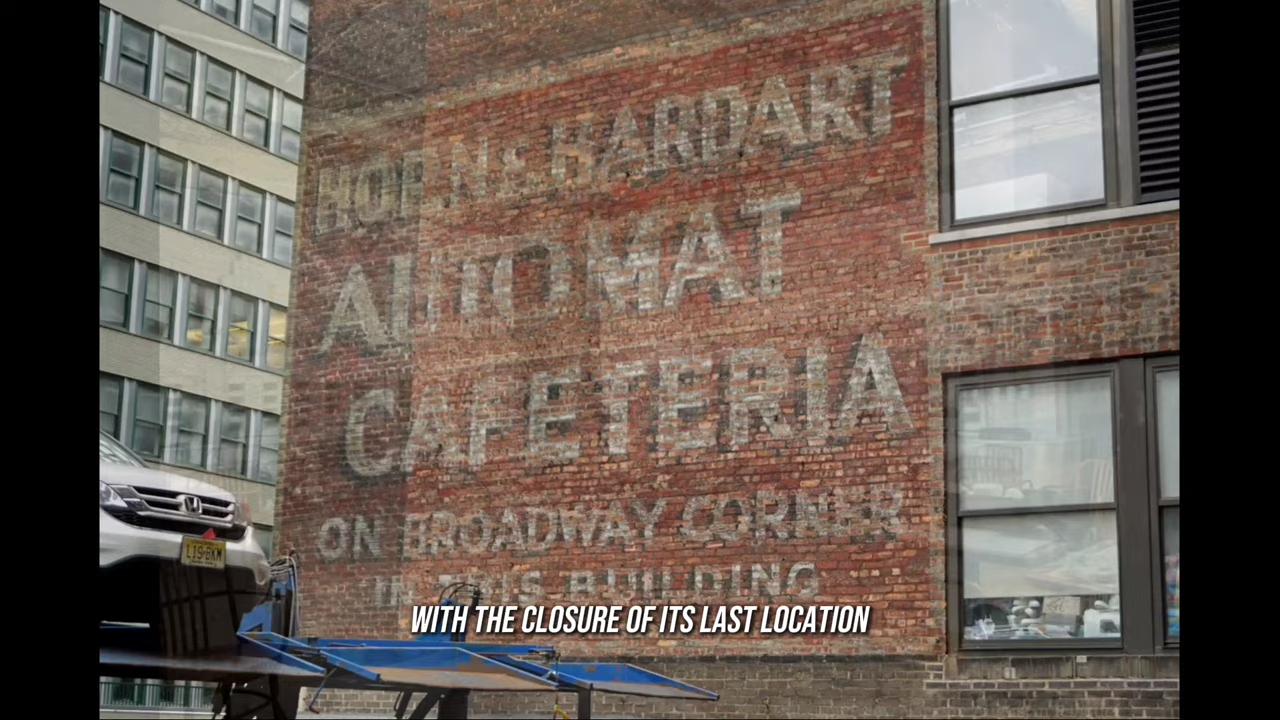 HORN & HARDART
AUTOMAT
CAFETERIA
ON BROADWAY CORNER
IN THIS BUILDING
WITH THE CLOSURE OF ITS LAST LOCATION